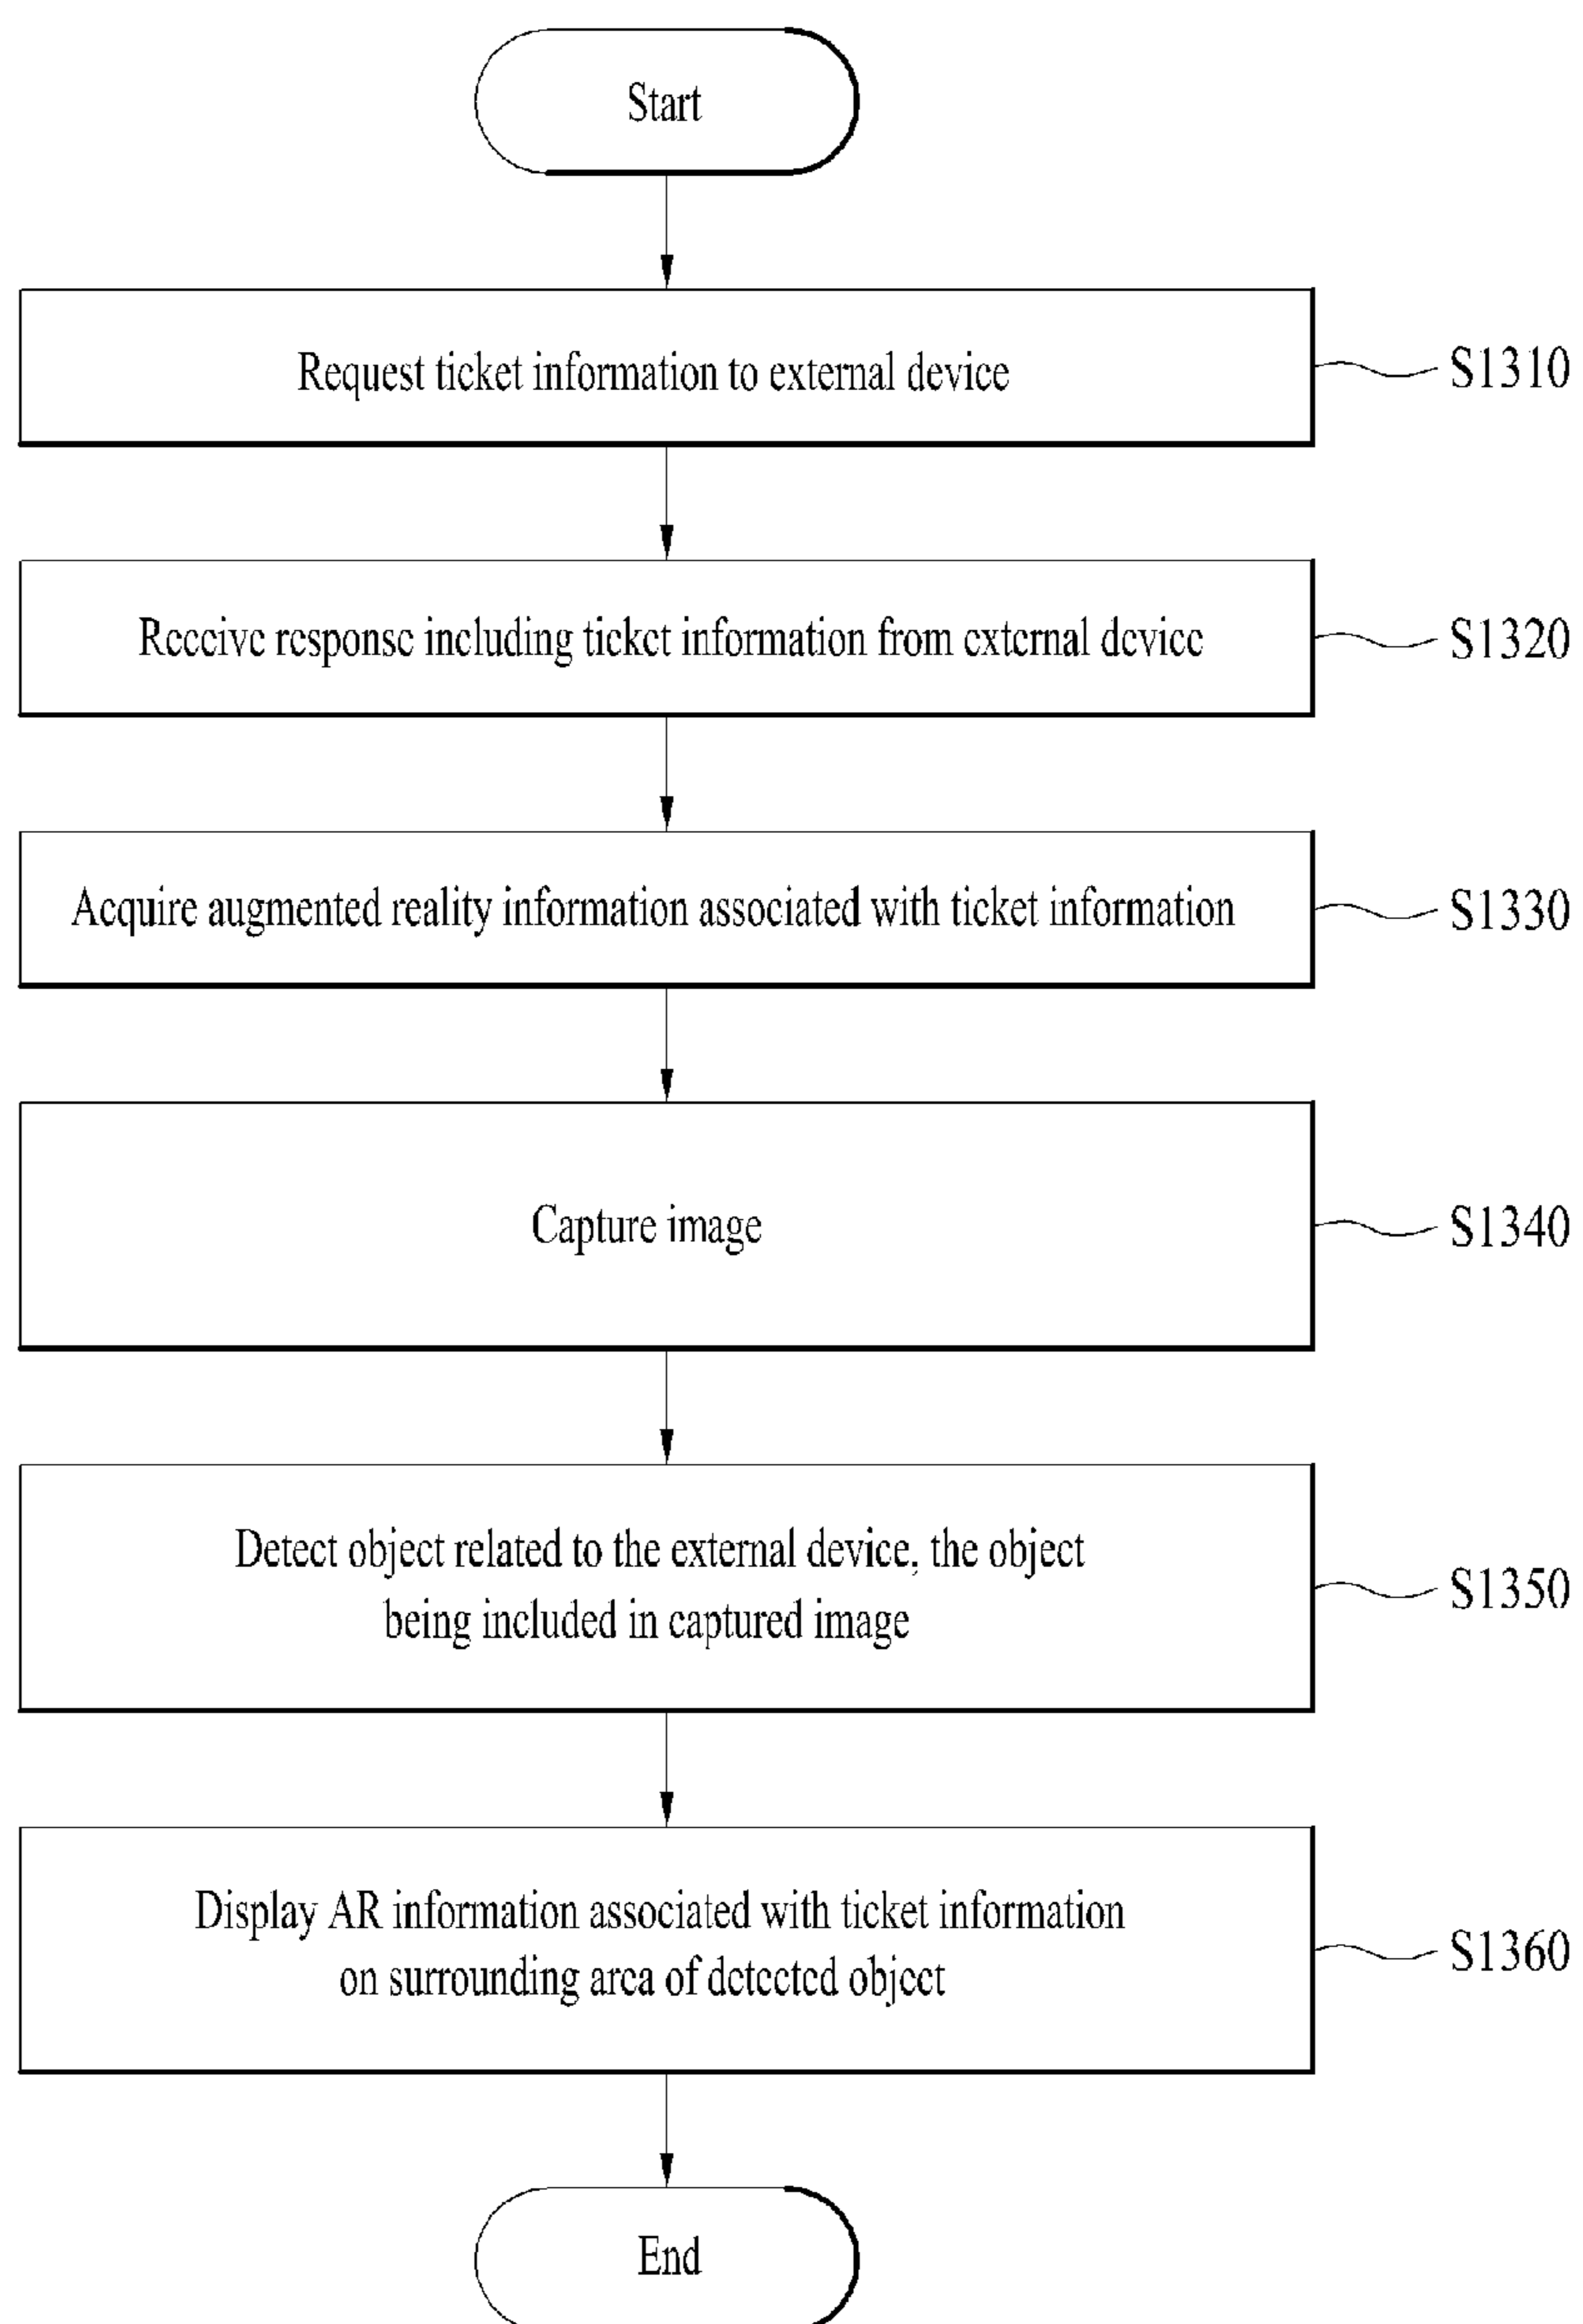 Start
Request ticket information to external device
S1310
Receive response including ticket information from external device
S1320
Acquire augmented reality information associated with ticket information
S1330
Capture image
S1340
Detect object related to the external device, the object
being included in captured image
S1350
Display AR information associated with ticket information
on surrounding area of detected object
S1360
End